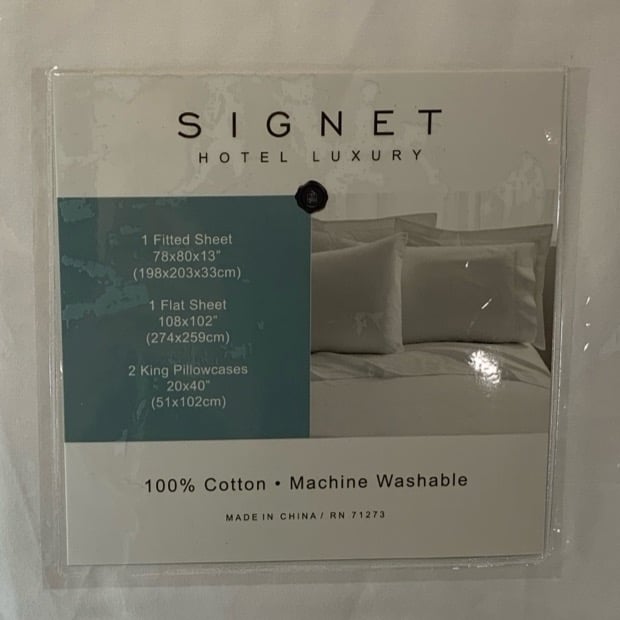 SIGNET
HOTEL LUXURY
1 Fitted Sheet
78x80x13"
(198x203x33cm)
1 Flat Sheet
108x102"
(274x259cm)
2 King Pillowcases
20x40"
(51x102cm)
100% Cotton • Machine Washable
MADE IN CHINA / RN 71273